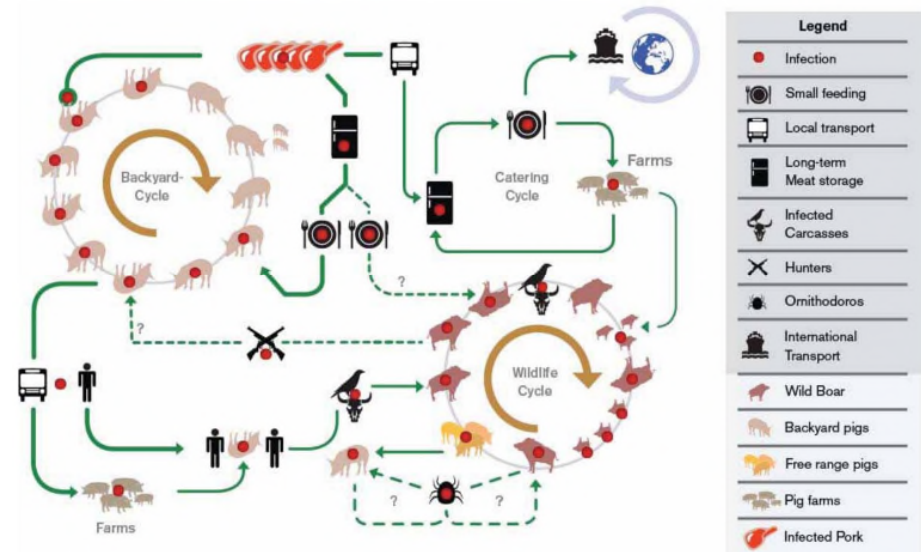 Backyard-
Cycle
Catering
Cycle
Farms
?
?
Wildlife
Cycle
?
?
Farms
Legend
Infection
Small feeding
Local transport
Long-term
Meat storage
Infected
Carcasses
Hunters
Ornithodoros
International
Transport
Wild Boar
Backyard pigs
Free range pigs
Pig farms
Infected Pork